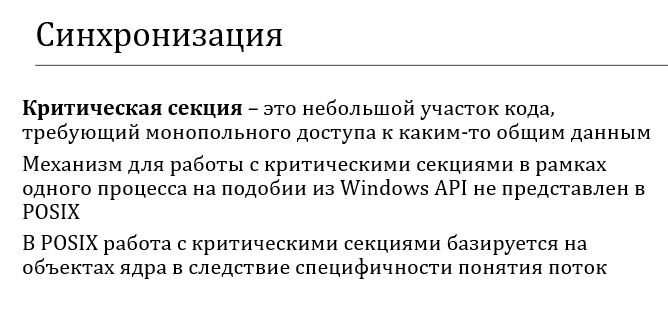 Синхронизация
Критическая секция – это небольшой участок кода,
требующий монопольного доступа к каким-то общим данным
Механизм для работы с критическими секциями в рамках
одного процесса на подобии из Windows API не представлен в
POSIX
В POSIX работа с критическими секциями базируется на
объектах ядра в следствие специфичности понятия поток